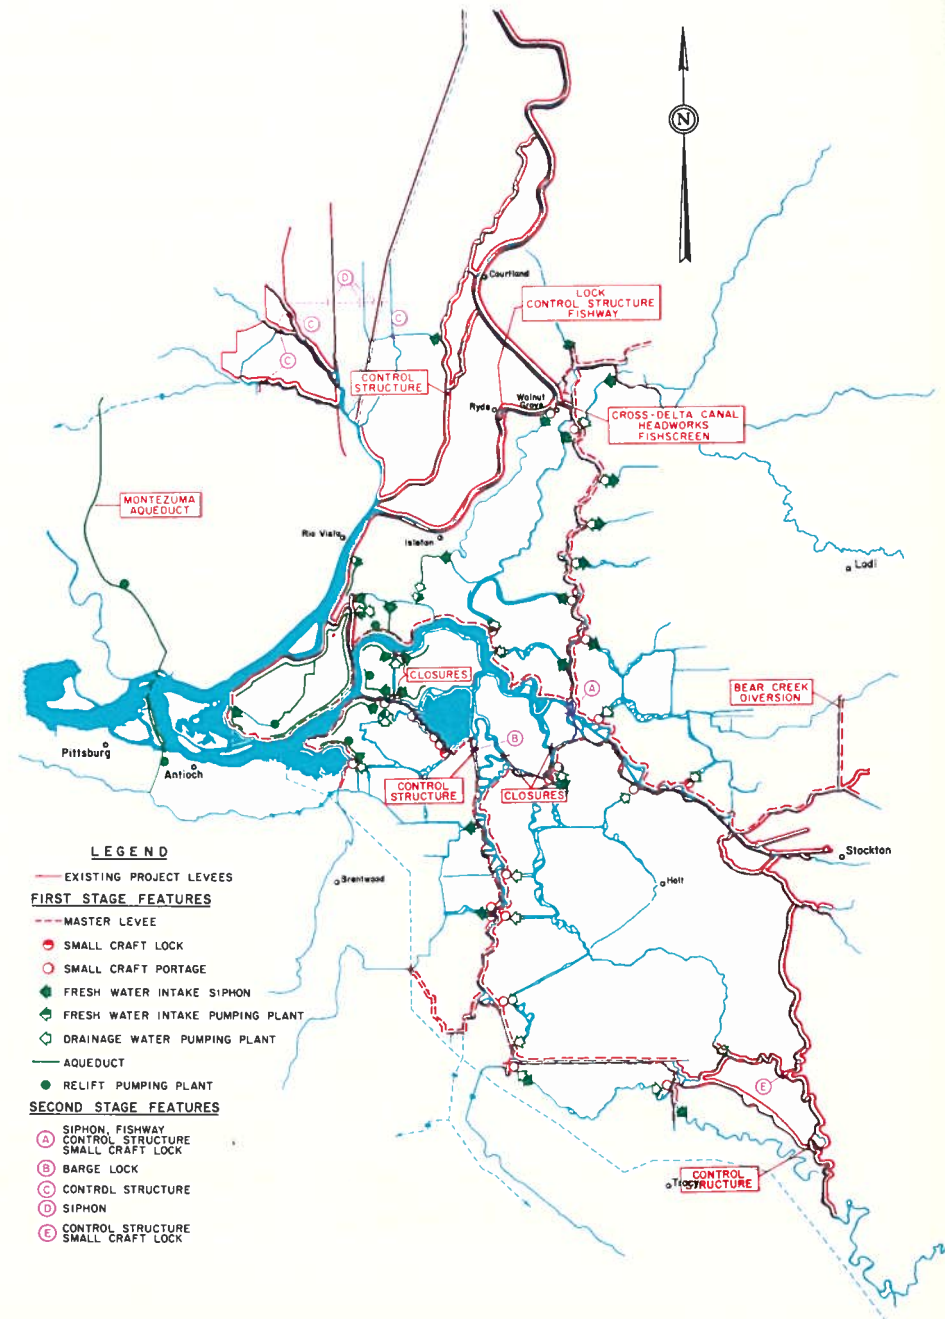 N
Courtland
D
LOCK
CONTROL STRUCTURE
FISHWAY
C
C
C
CONTROL
STRUCTURE
Ryde
Walnut
Grove
CROSS-DELTA CANAL
HEADWORKS
FISHSCREEN
MONTEZUMA
AQUEDUCT
Rio Vista
Isleton
Lodi
CLOSURES
A
BEAR CREEK
DIVERSION
B
Pittsburg
Antioch
CONTROL
STRUCTURE
CLOSURES
Stockton
Brentwood
Holt
E
CONTROL
STRUCTURE
Tracy
LEGEND
EXISTING PROJECT LEVEES
FIRST STAGE FEATURES
MASTER LEVEE
SMALL CRAFT LOCK
SMALL CRAFT PORTAGE
FRESH WATER INTAKE SIPHON
FRESH WATER INTAKE PUMPING PLANT
DRAINAGE WATER PUMPING PLANT
AQUEDUCT
RELIFT PUMPING PLANT
SECOND STAGE FEATURES
A SIPHON, FISHWAY
CONTROL STRUCTURE
SMALL CRAFT LOCK
B BARGE LOCK
C CONTROL STRUCTURE
D SIPHON
E CONTROL STRUCTURE
SMALL CRAFT LOCK